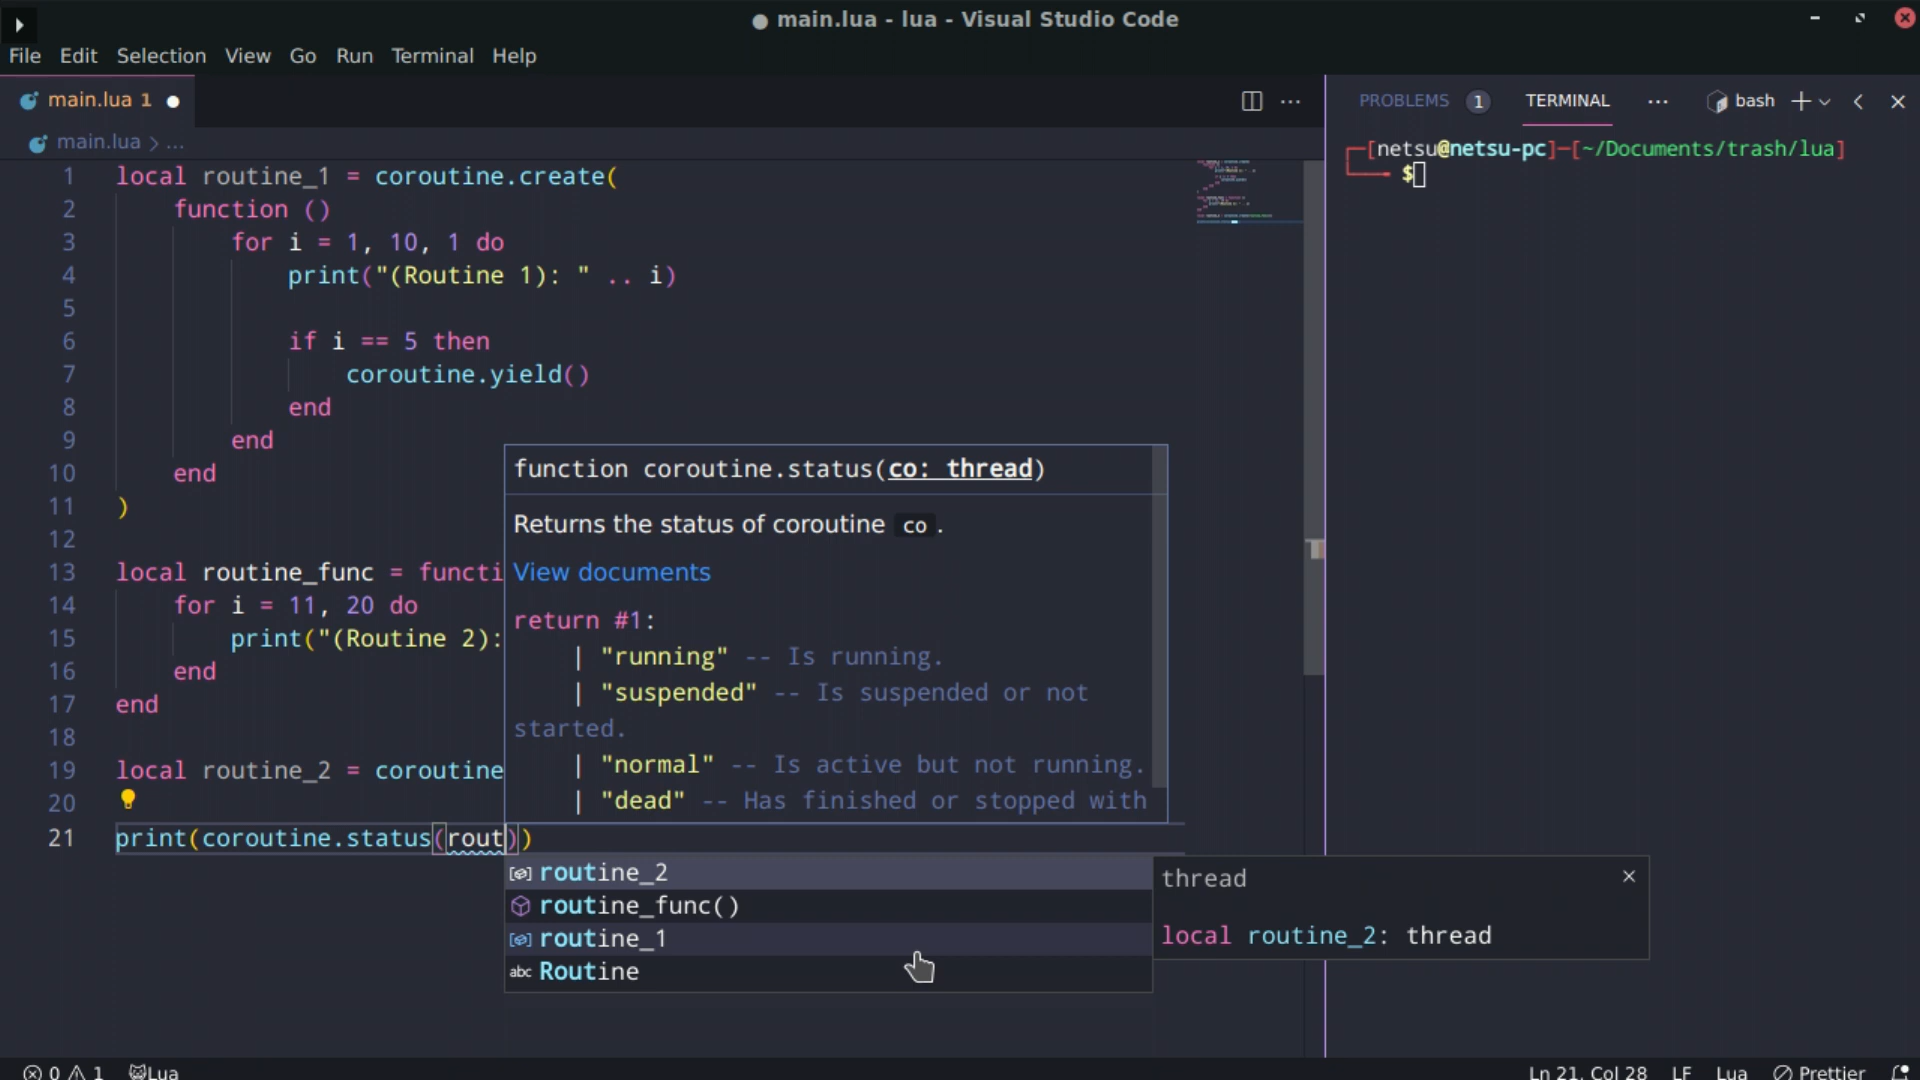 main.lua - lua - Visual Studio Code
File Edit Selection View Go Run Terminal Help
main.lua 1
main.lua > ...
1 local routine_1 = coroutine.create(
2 function ()
3 for i = 1, 10, 1 do
4 print("(Routine 1): " .. i)
5
6 if i == 5 then
7 coroutine.yield()
8 end
9 end
10 end
11 )
12
13 local routine_func = functi
14 for i = 11, 20 do
15 print("(Routine 2):
16 end
17 end
18
19 local routine_2 = coroutine
20
21 print(coroutine.status(rout))
function coroutine.status(co: thread)
Returns the status of coroutine co .
View documents
return #1:
| "running" -- Is running.
| "suspended" -- Is suspended or not
started.
| "normal" -- Is active but not running.
| "dead" -- Has finished or stopped with
routine_2
routine_func()
routine_1
abc Routine
thread
local routine_2: thread
PROBLEMS 1 TERMINAL ... bash
[netsu@netsu-pc]-[~/Documents/trash/lua]
$
0 1 Lua
Ln 21, Col 28 LF Lua Prettier